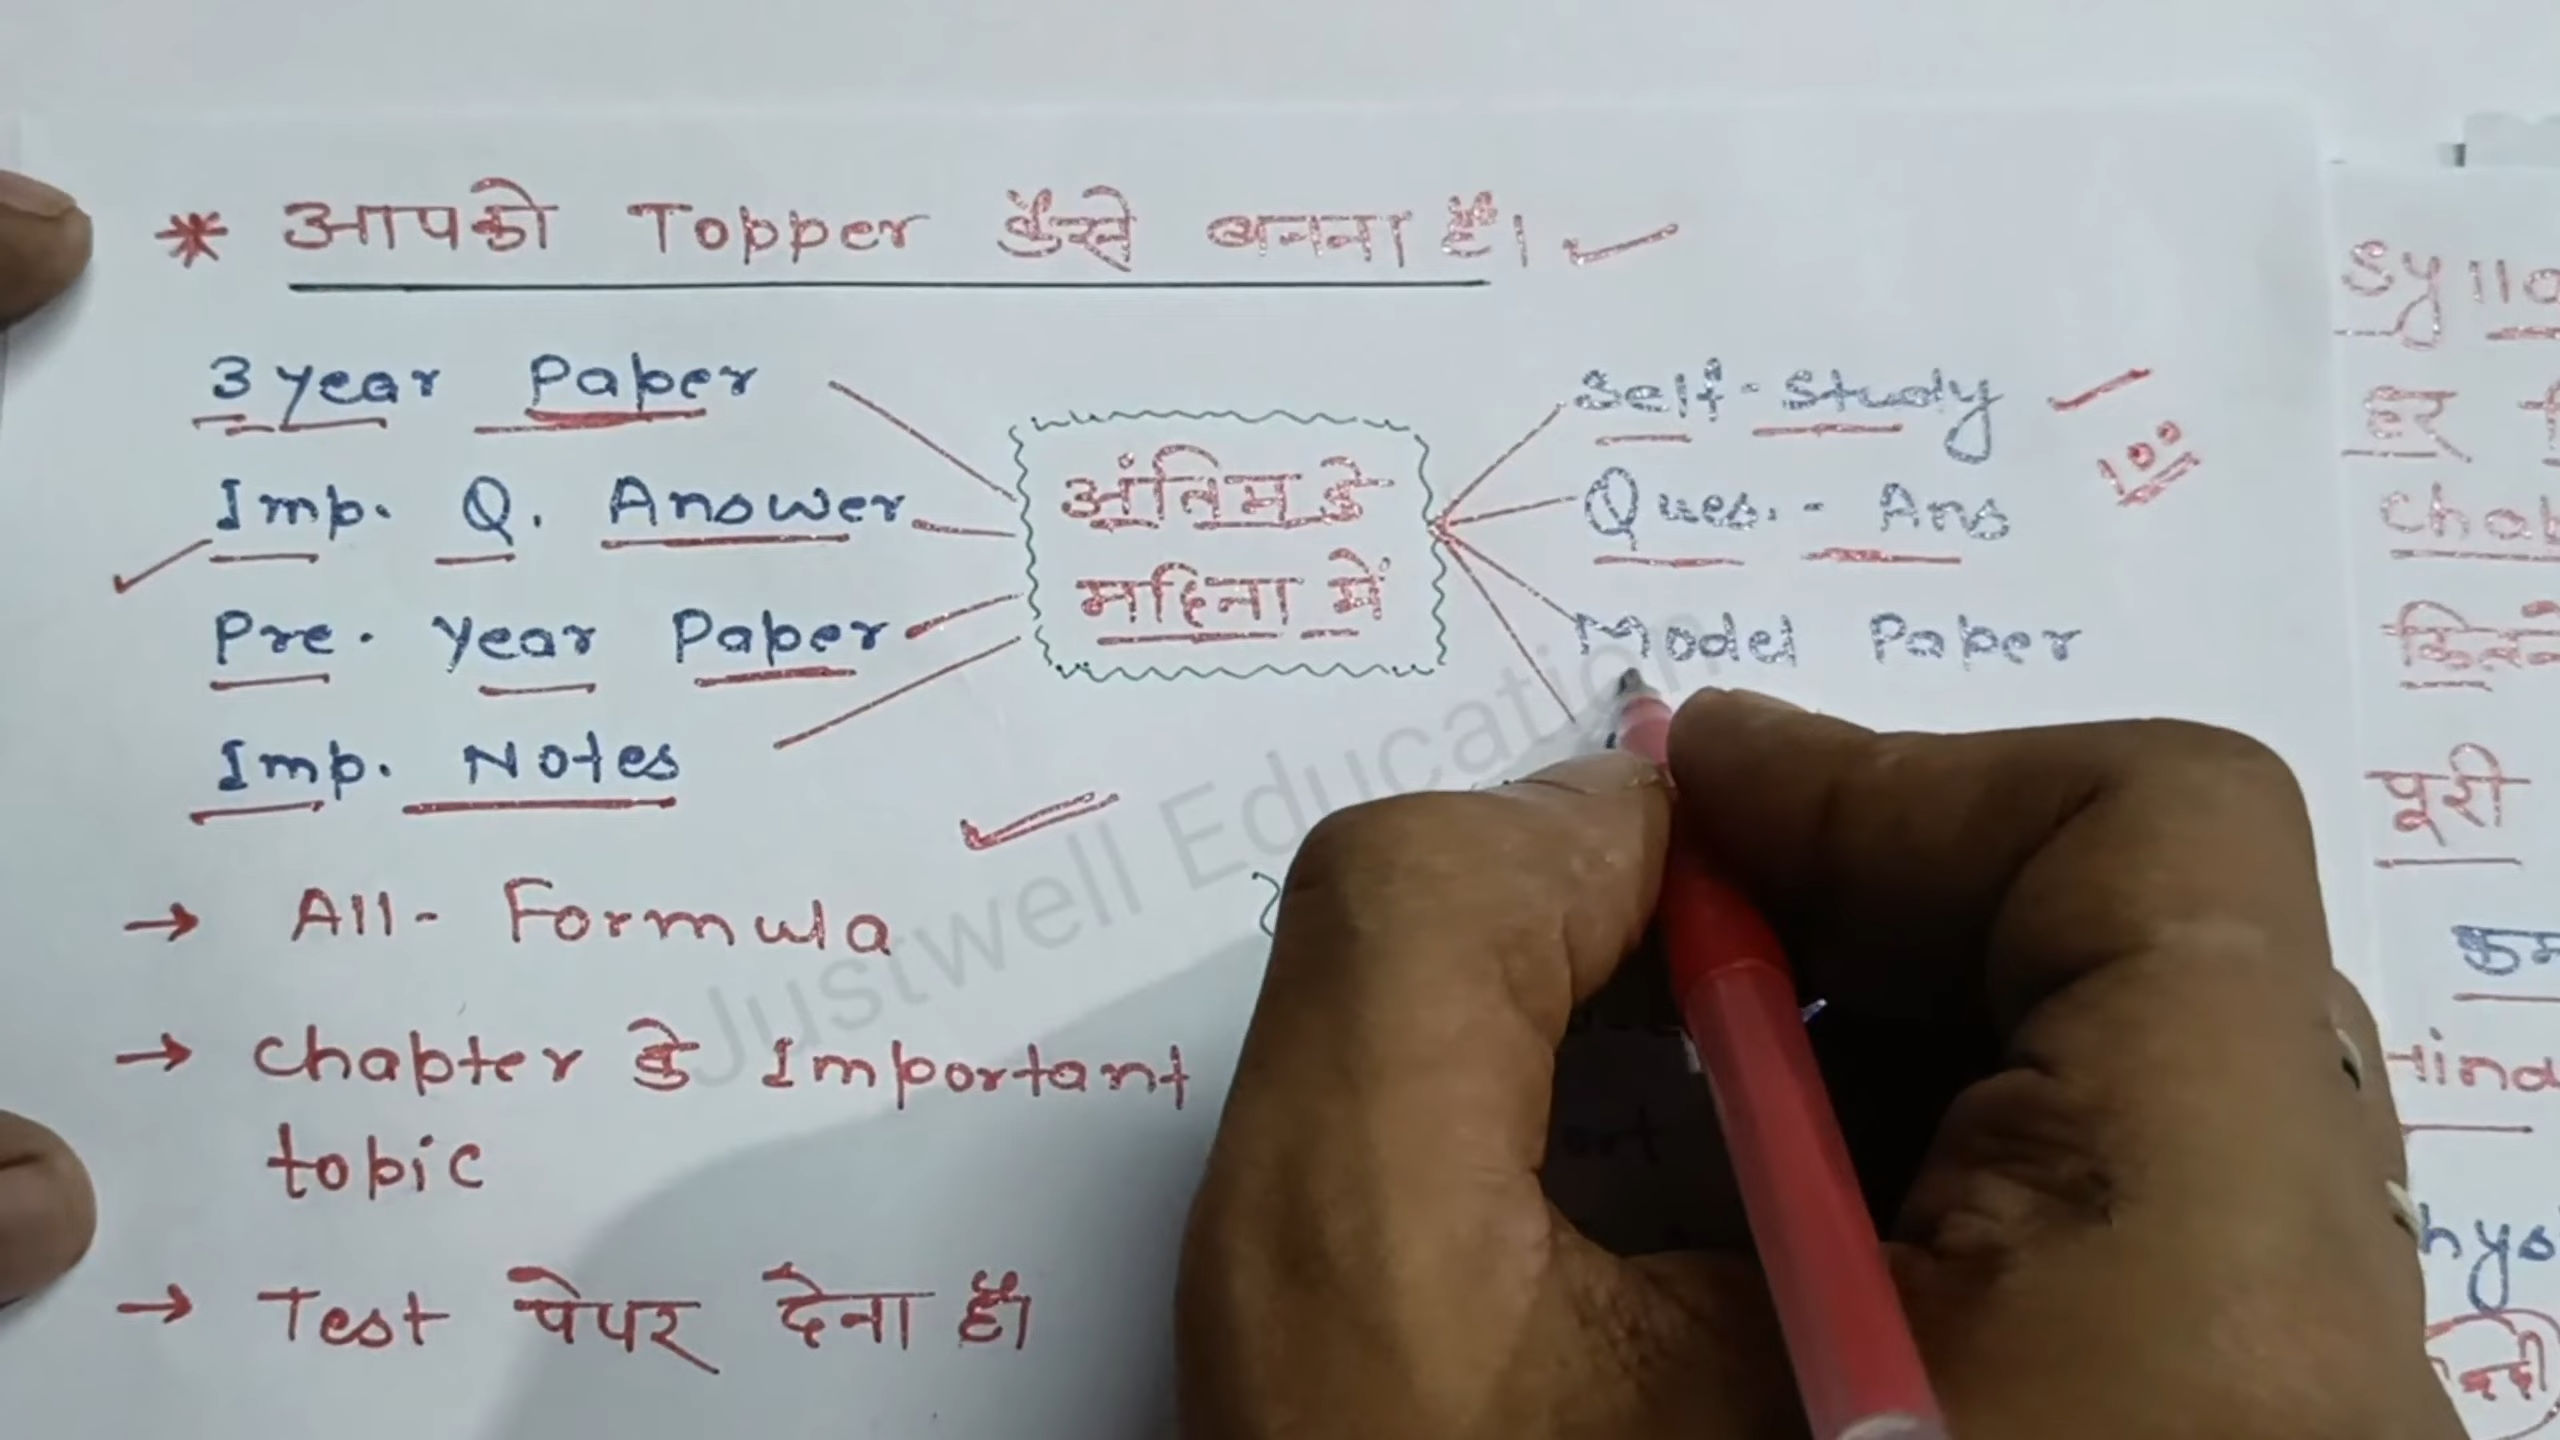 * आपको Topper कैसे बनना है।
3 year Paper
Imp. Q. Answer
Pre. Year Paper
Imp. Notes
अंतिम के
महिना में
Self-Study
100
Ques.- Ans
Model Paper
→ All- Formula
→ Chapter के Important
topic
→ Test पेपर देना है।
Justwell Education
हर
पूरी